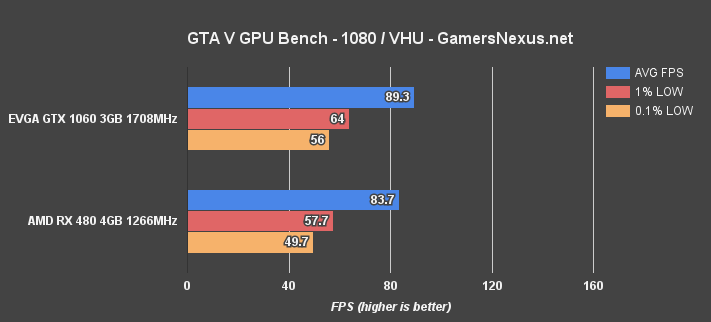 GTA V GPU Bench - 1080 / VHU - GamersNexus.net
AVG FPS
1% LOW
0.1% LOW
EVGA GTX 1060 3GB 1708MHz
89.3
64
56
AMD RX 480 4GB 1266MHz
83.7
57.7
49.7
0 40 80 120 160
FPS (higher is better)